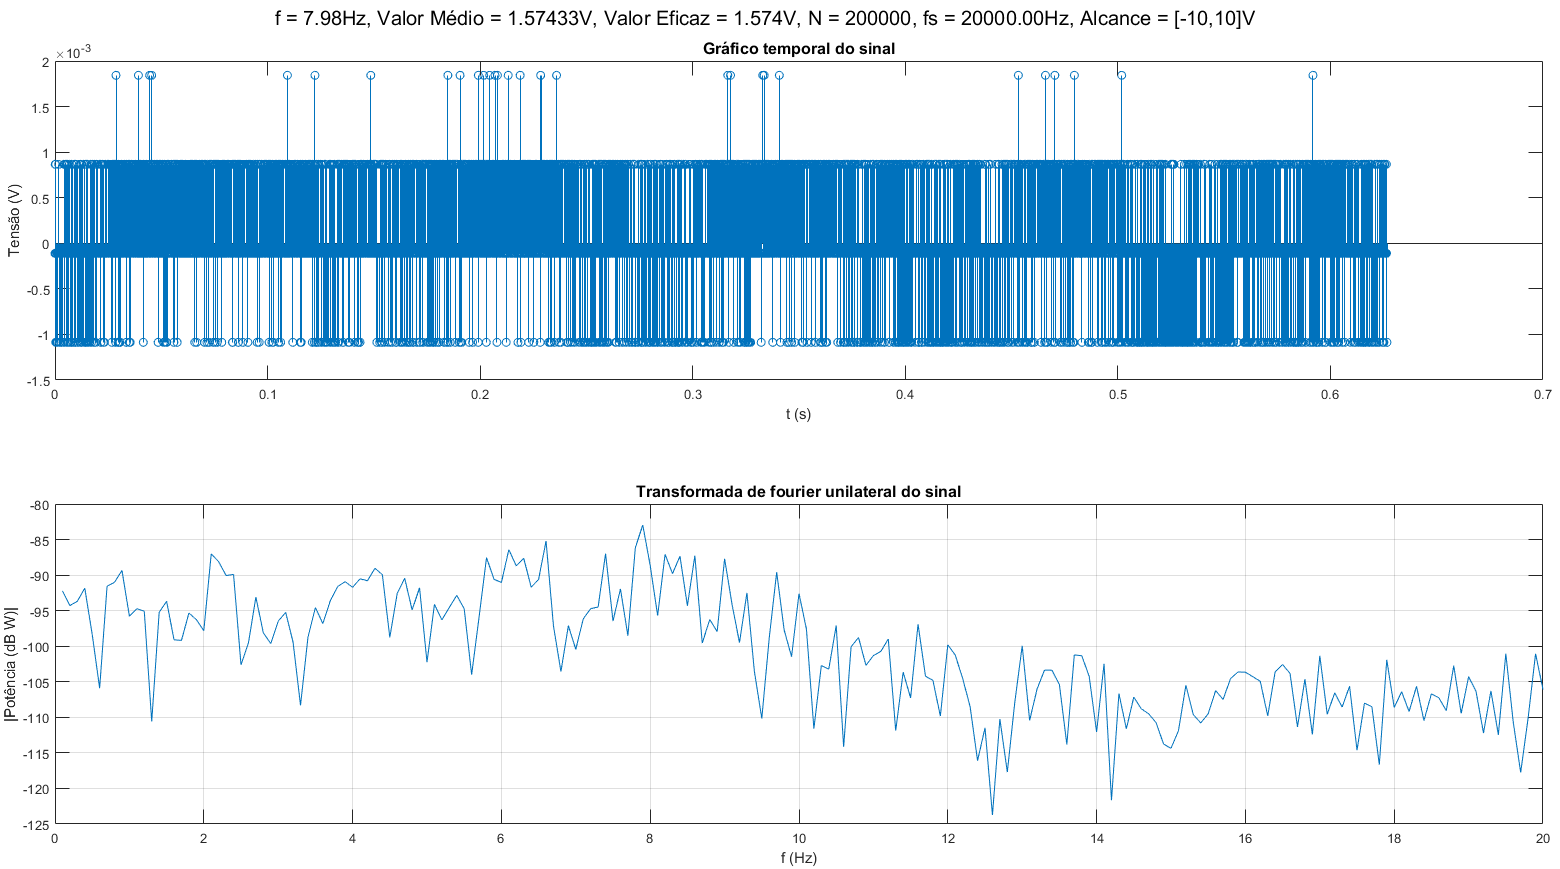 f = 7.98Hz, Valor Médio = 1.57433V, Valor Eficaz = 1.574V, N = 200000, fs = 20000.00Hz, Alcance = [-10,10]V
Gráfico temporal do sinal
×10^-3
2
1.5
1
0.5
0
-0.5
-1
-1.5
Tensão (V)
0 0.1 0.2 0.3 0.4 0.5 0.6 0.7
t (s)
Transformada de fourier unilateral do sinal
-80
-85
-90
-95
-100
-105
-110
-115
-120
-125
|Potência (dB W)|
0 2 4 6 8 10 12 14 16 18 20
f (Hz)